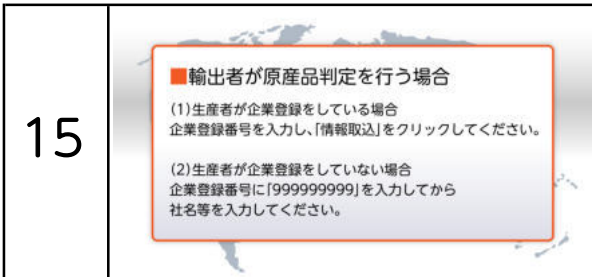 15
■輸出者が原産品判定を行う場合
(1)生産者が企業登録をしている場合
企業登録番号を入力し、「情報取込」をクリックしてください。
(2)生産者が企業登録をしていない場合
企業登録番号に「999999999」を入力してから
社名等を入力してください。